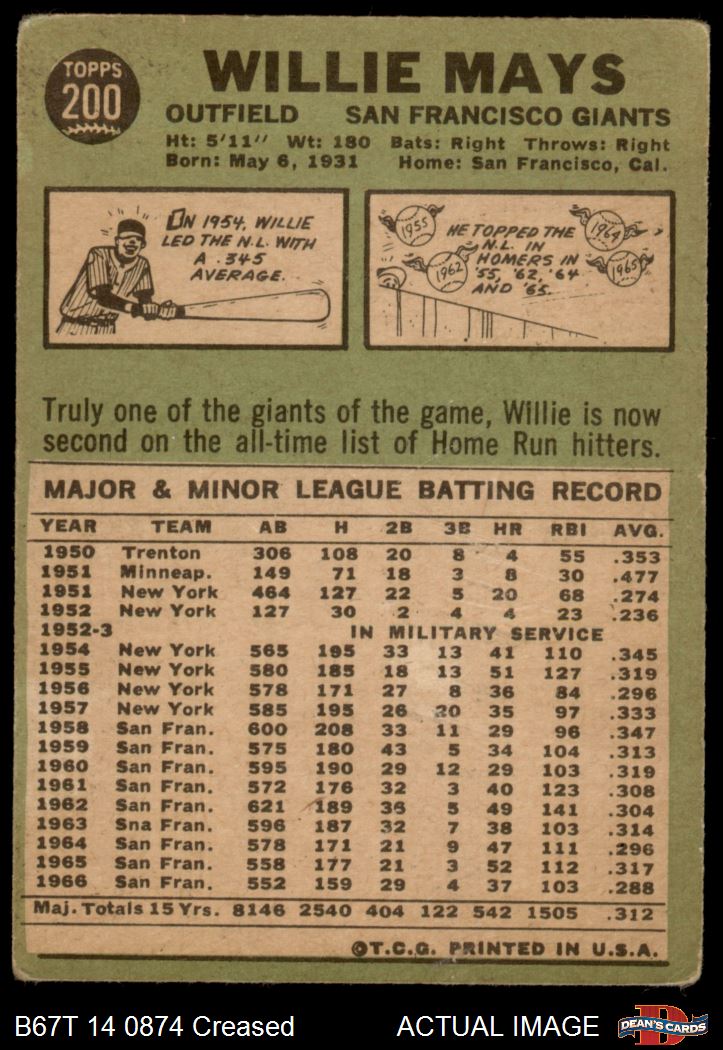 TOPPS
200
WILLIE MAYS
OUTFIELD SAN FRANCISCO GIANTS
Ht: 5'11" Wt: 180 Bats: Right Throws: Right
Born: May 6, 1931 Home: San Francisco, Cal.
IN 1954, WILLIE
LED THE N.L. WITH
A .345
AVERAGE.
1955
1964
1962
1965
HE TOPPED THE
N.L. IN
HOMERS IN
'55, '62, '64
AND '65.
Truly one of the giants of the game, Willie is now
second on the all-time list of Home Run hitters.
MAJOR & MINOR LEAGUE BATTING RECORD
YEAR TEAM AB H 2B 3B HR RBI AVG.
1950 Trenton 306 108 20 8 4 55 .353
1951 Minneap. 149 71 18 3 8 30 .477
1951 New York 464 127 22 5 20 68 .274
1952 New York 127 30 2 4 4 23 .236
1952-3 IN MILITARY SERVICE
1954 New York 565 195 33 13 41 110 .345
1955 New York 580 185 18 13 51 127 .319
1956 New York 578 171 27 8 36 84 .296
1957 New York 585 195 26 20 35 97 .333
1958 San Fran. 600 208 33 11 29 96 .347
1959 San Fran. 575 180 43 5 34 104 .313
1960 San Fran. 595 190 29 12 29 103 .319
1961 San Fran. 572 176 32 3 40 123 .308
1962 San Fran. 621 189 36 5 49 141 .304
1963 Sna Fran. 596 187 32 7 38 103 .314
1964 San Fran. 578 171 21 9 47 111 .296
1965 San Fran. 558 177 21 3 52 112 .317
1966 San Fran. 552 159 29 4 37 103 .288
Maj. Totals 15 Yrs. 8146 2540 404 122 542 1505 .312
©T.C.G. PRINTED IN U.S.A.
B67T 14 0874 Creased ACTUAL IMAGE
D
DEAN'S CARDS